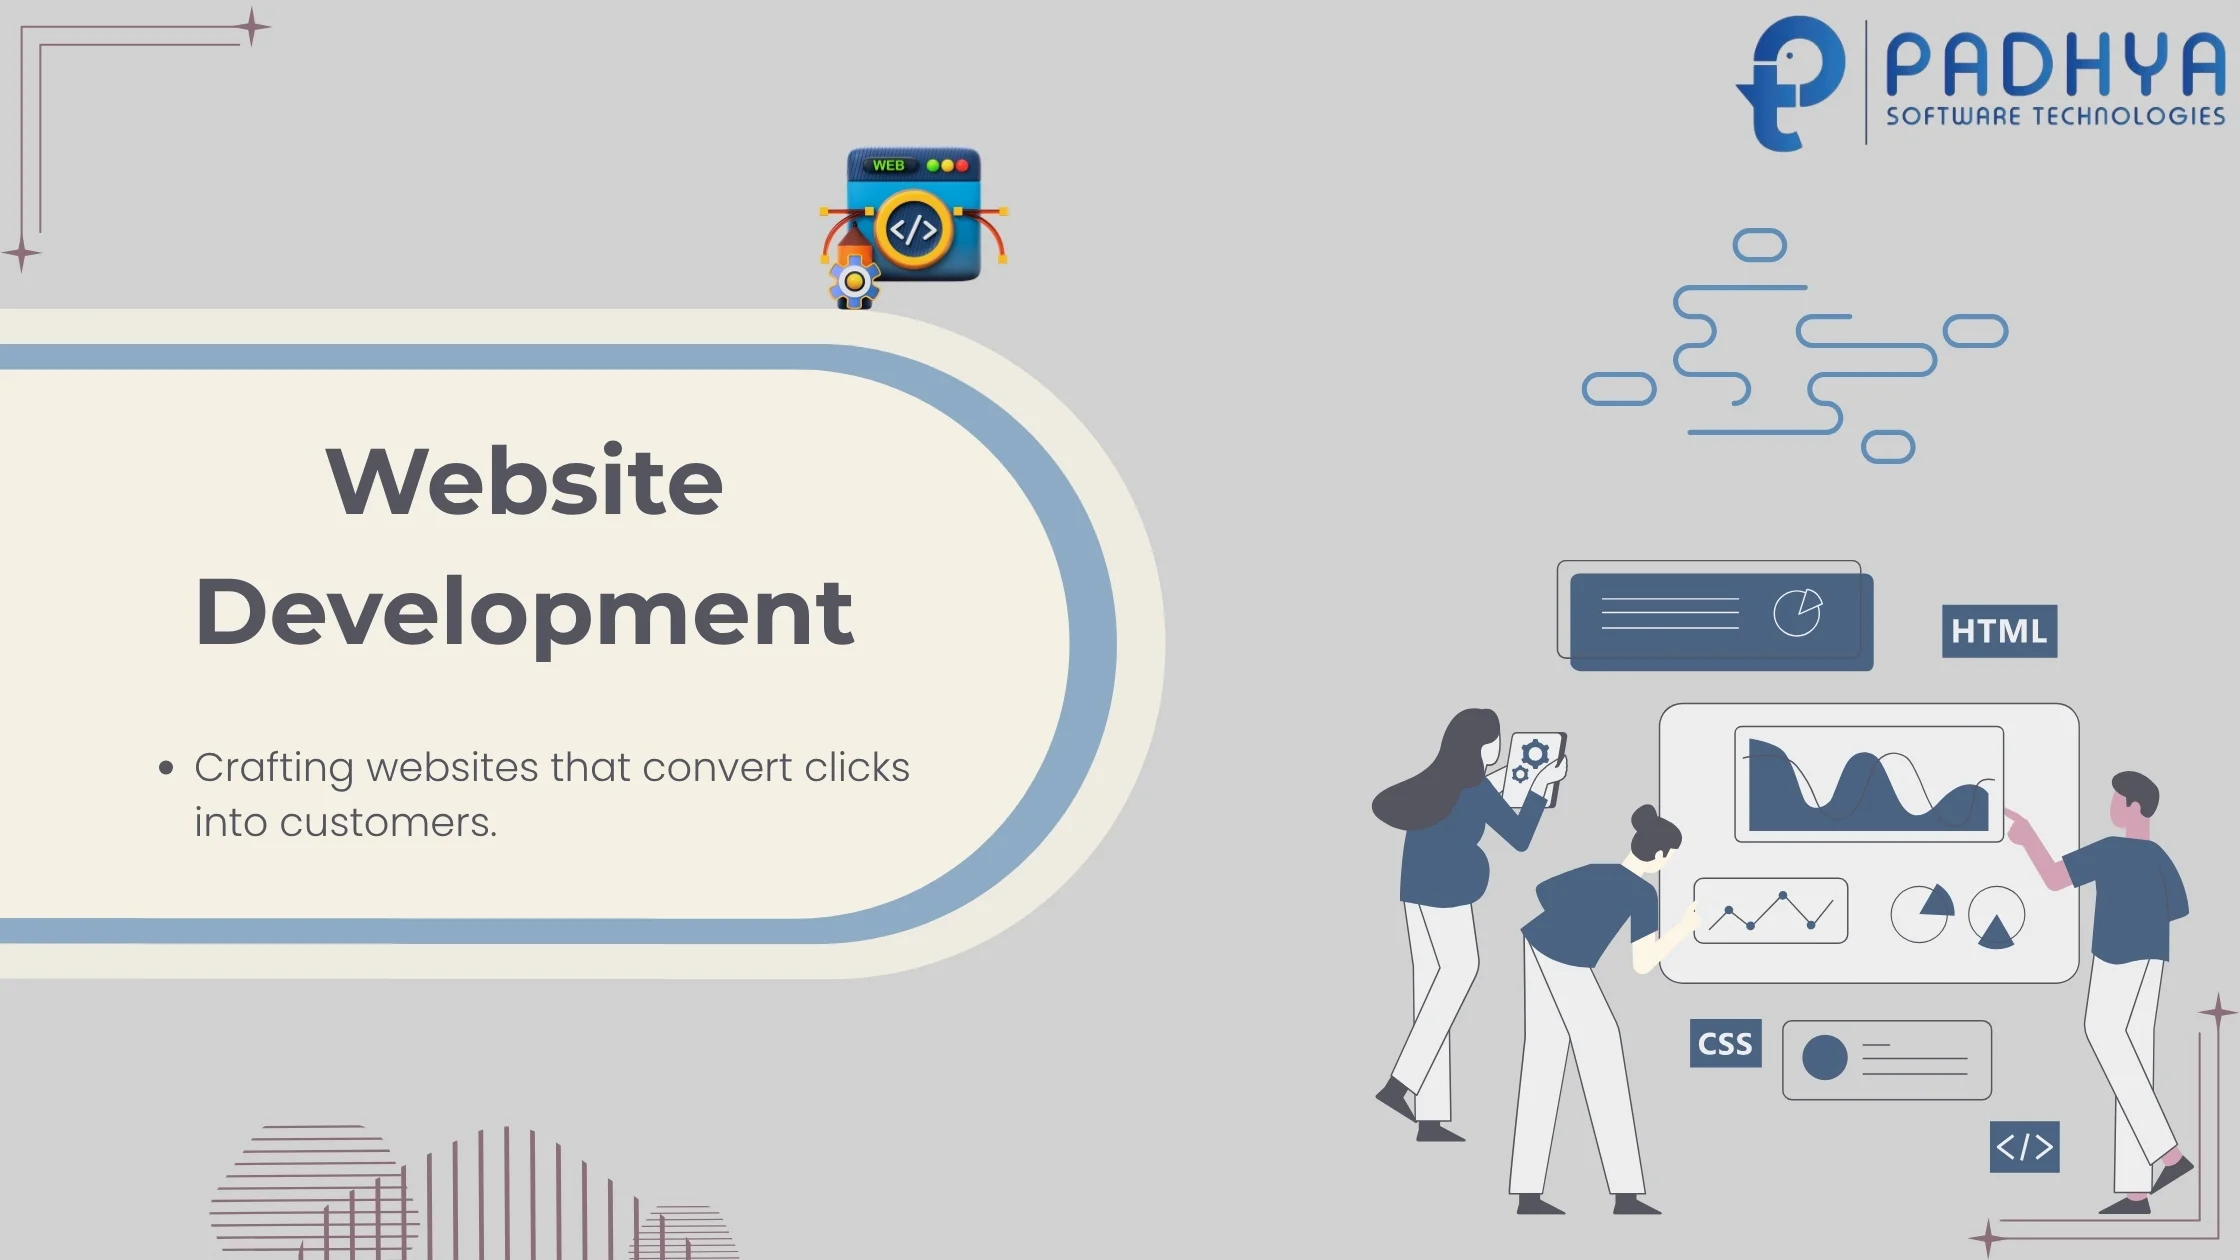 PADHYA
SOFTWARE TECHNOLOGIES
WEB
</>
Website
Development
• Crafting websites that convert clicks
into customers.
HTML
CSS
</>